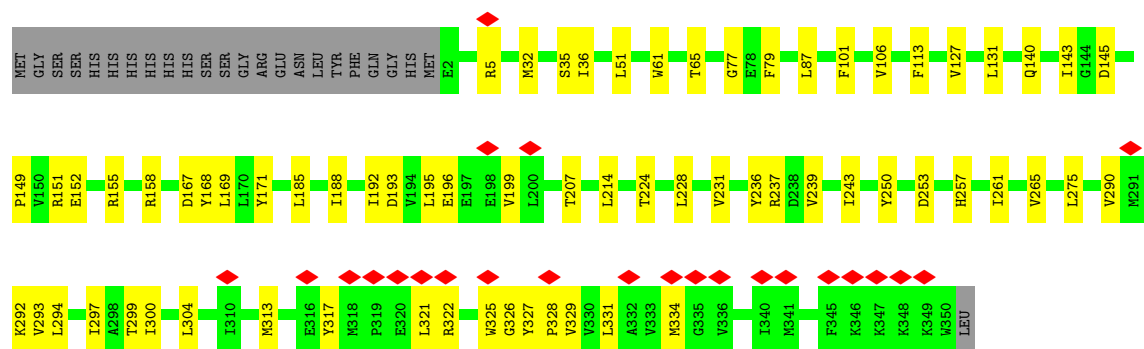 MET GLY SER SER HIS HIS HIS HIS HIS HIS SER SER GLY ARG GLU ASN LEU TYR PHE GLN GLY HIS MET E2 R5 M32 S35 I36 L51 W61 T65 G77 E78 F79 L87 F101 V106 F113 V127 L131 Q140 I143 G144 D145
P149 V150 R151 E152 R155 R158 D167 Y168 L169 L170 Y171 L185 I188 I192 D193 V194 L195 E196 E197 E198 V199 L200 T207 L214 T224 L228 V231 Y236 R237 D238 V239 I243 Y250 D253 H257 I261 V265 L275 V290 M291
K292 V293 L294 I297 A298 T299 I300 L304 I310 M313 E316 Y317 M318 P319 E320 L321 R322 W325 G326 Y327 P328 V329 V330 L331 A332 V333 M334 G335 V336 I340 M341 F345 K346 K347 K348 K349 W350 LEU